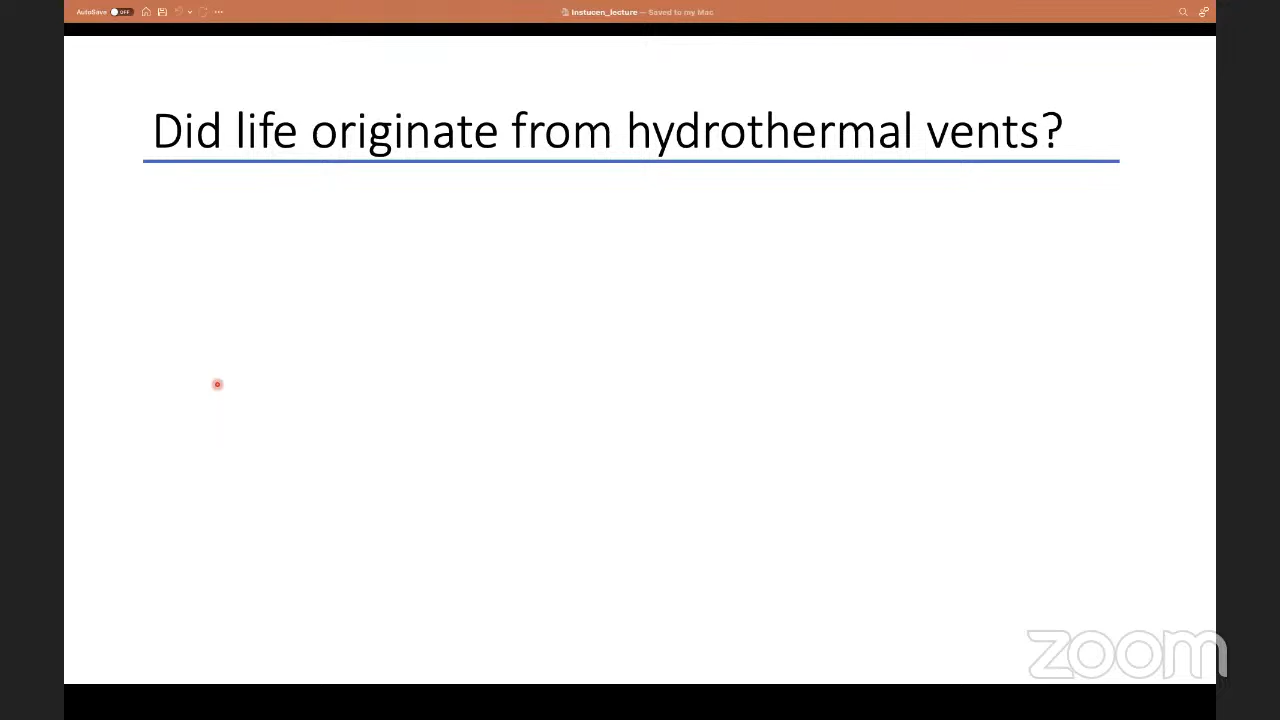 AutoSave OFF
Instucen_lecture — Saved to my Mac
Did life originate from hydrothermal vents?
zoom